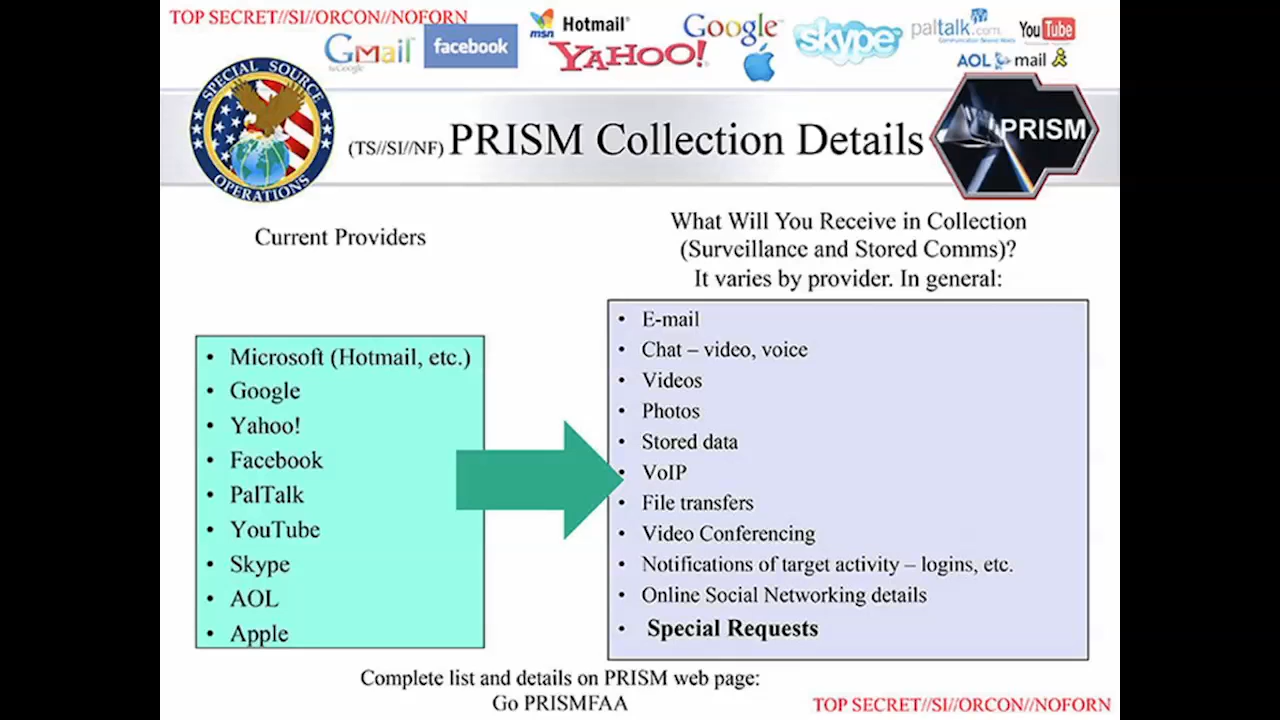 TOP SECRET//SI//ORCON//NOFORN
Gmail
by Google
facebook
msn
Hotmail
YAHOO!
Google
skype
paltalk.com
YouTube
AOL mail
SPECIAL SOURCE
OPERATIONS
(TS//SI//NF) PRISM Collection Details
PRISM
Current Providers
• Microsoft (Hotmail, etc.)
• Google
• Yahoo!
• Facebook
• PalTalk
• YouTube
• Skype
• AOL
• Apple
What Will You Receive in Collection
(Surveillance and Stored Comms)?
It varies by provider. In general:
• E-mail
• Chat – video, voice
• Videos
• Photos
• Stored data
• VoIP
• File transfers
• Video Conferencing
• Notifications of target activity – logins, etc.
• Online Social Networking details
• Special Requests
Complete list and details on PRISM web page:
Go PRISMFAA
TOP SECRET//SI//ORCON//NOFORN